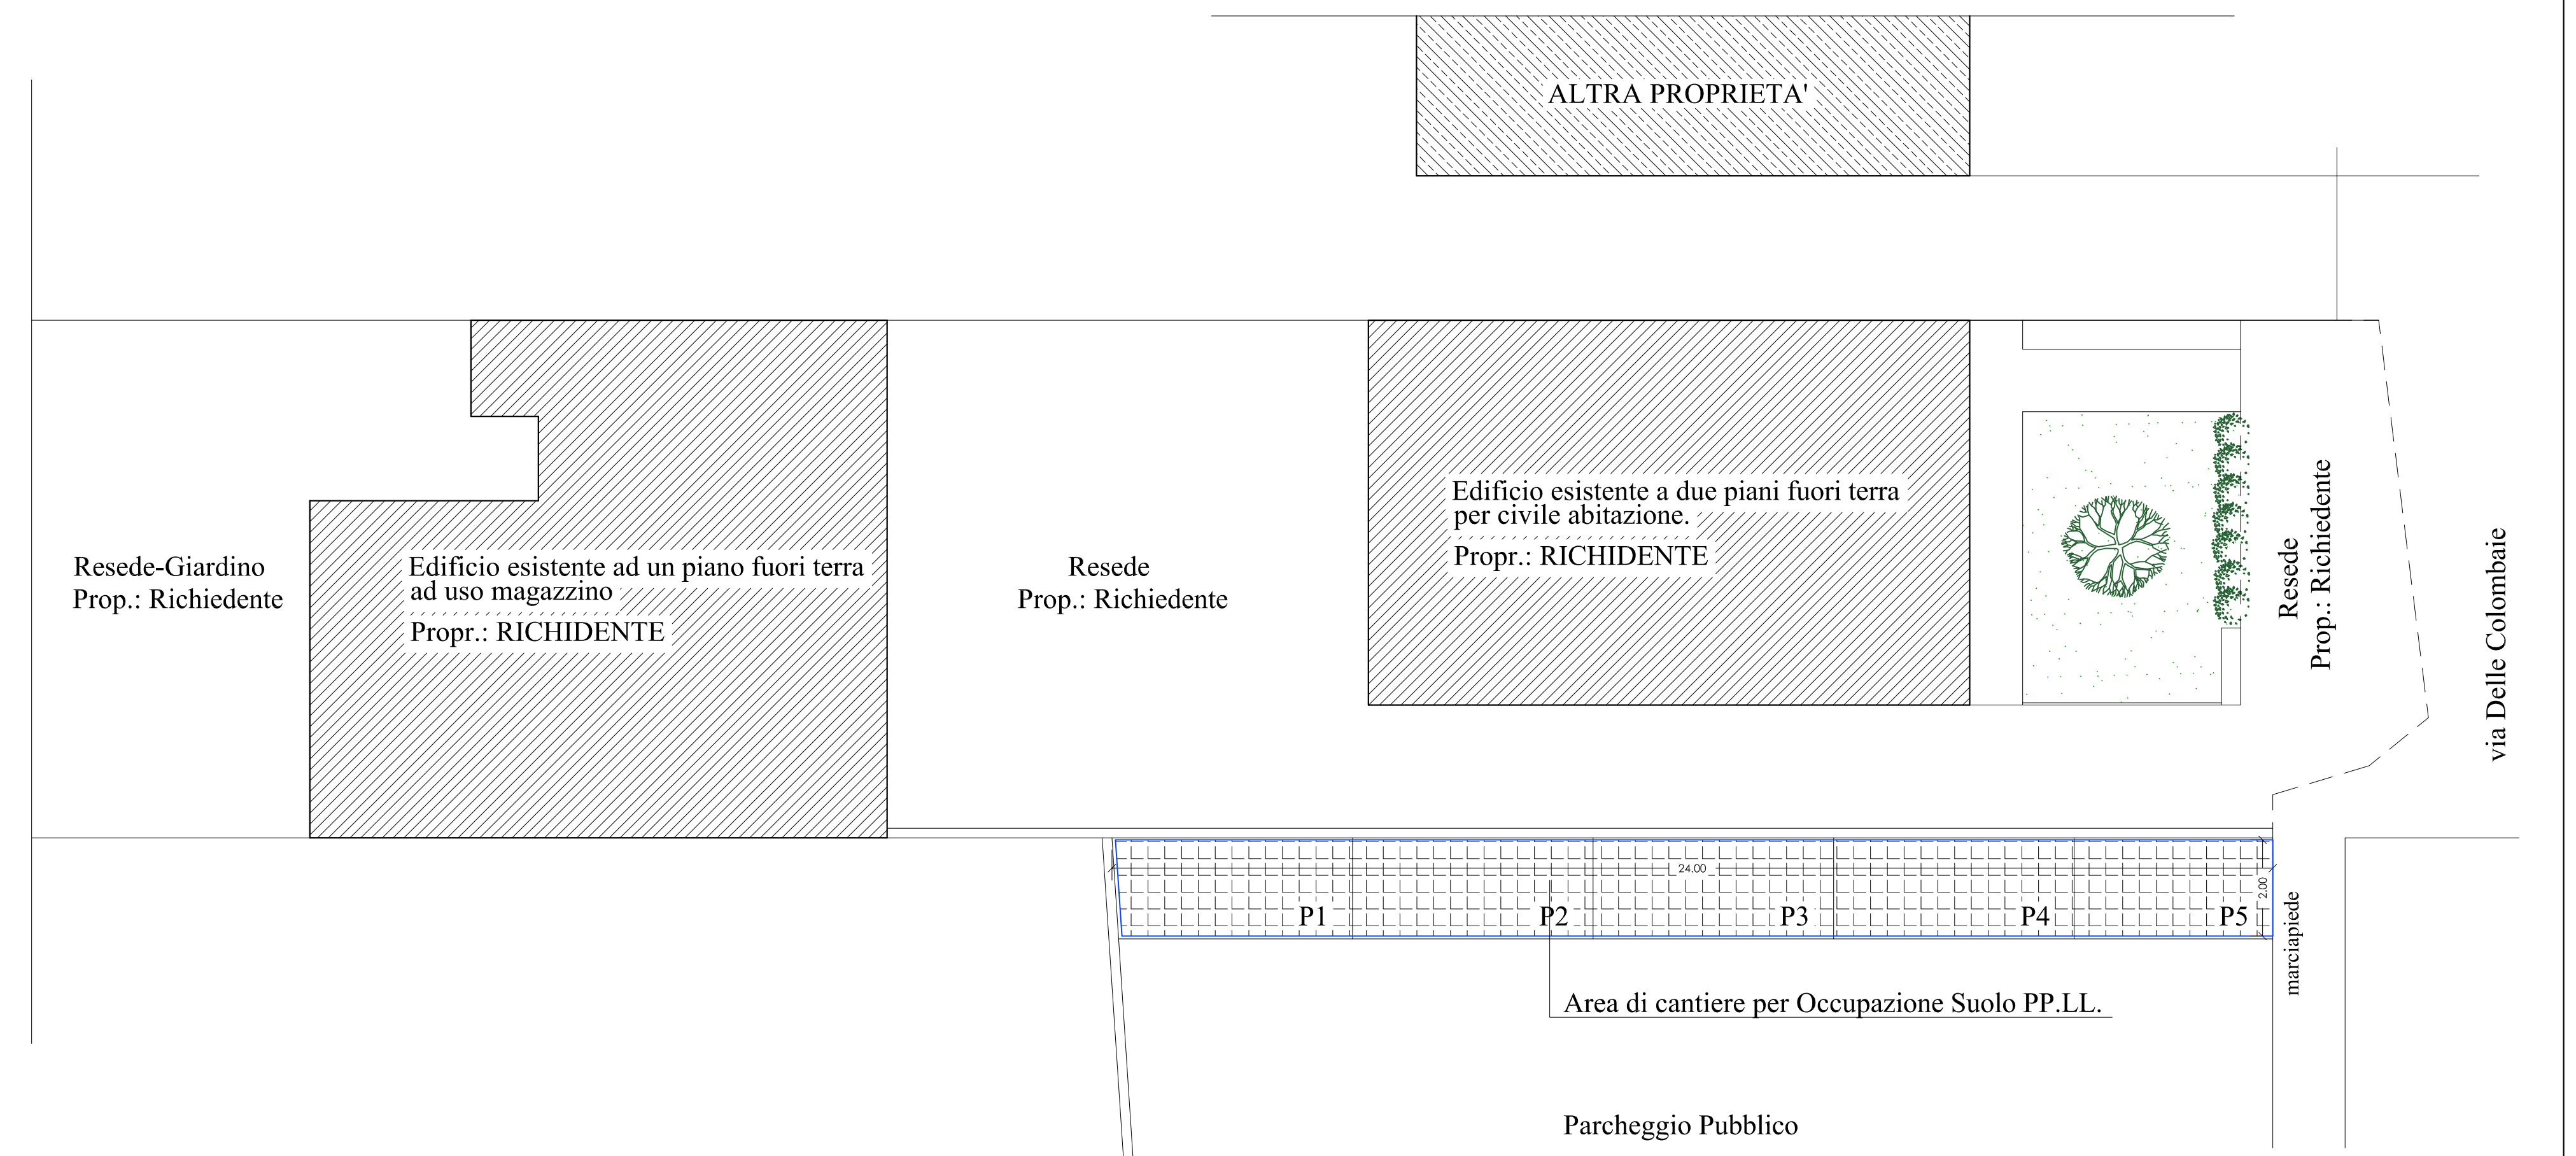 ALTRA PROPRIETA'
Resede-Giardino
Prop.: Richiedente
Edificio esistente ad un piano fuori terra
ad uso magazzino
Propr.: RICHIDENTE
Resede
Prop.: Richiedente
Edificio esistente a due piani fuori terra
per civile abitazione.
Propr.: RICHIDENTE
Resede
Prop.: Richiedente
via Delle Colombaie
24.00
2.00
P1
P2
P3
P4
P5
marciapiede
Area di cantiere per Occupazione Suolo PP.LL.
Parcheggio Pubblico